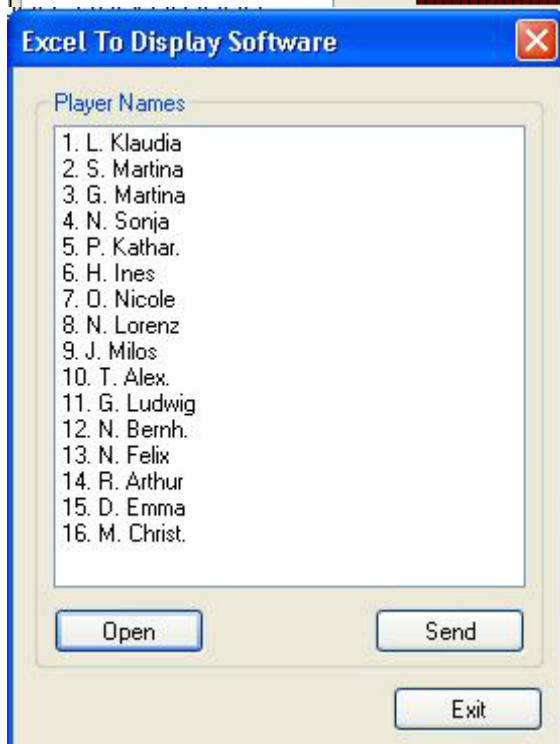 Excel To Display Software
Player Names
1. L. Klaudia
2. S. Martina
3. G. Martina
4. N. Sonja
5. P. Kathar.
6. H. Ines
7. O. Nicole
8. N. Lorenz
9. J. Milos
10. T. Alex.
11. G. Ludwig
12. N. Bernh.
13. N. Felix
14. R. Arthur
15. D. Emma
16. M. Christ.
Open
Send
Exit